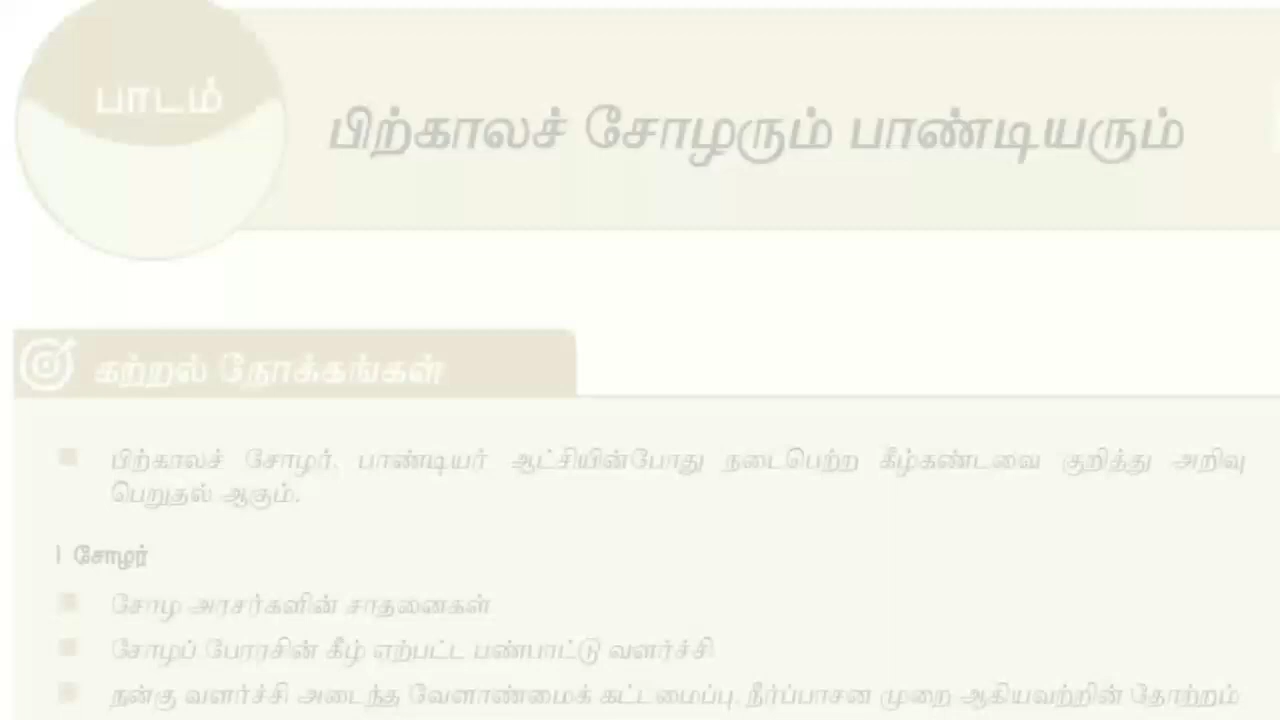 பாடம்
பிற்காலச் சோழரும் பாண்டியரும்
கற்றல் நோக்கங்கள்
பிற்காலச் சோழர், பாண்டியர் ஆட்சியின்போது நடைபெற்ற கீழ்கண்டவை குறித்து அறிவு
பெறுதல் ஆகும்.
I சோழர்
சோழ அரசர்களின் சாதனைகள்
சோழப் பேரரசின் கீழ் ஏற்பட்ட பண்பாட்டு வளர்ச்சி
நன்கு வளர்ச்சி அடைந்த வேளாண்மைக் கட்டமைப்பு, நீர்ப்பாசன முறை ஆகியவற்றின் தோற்றம்